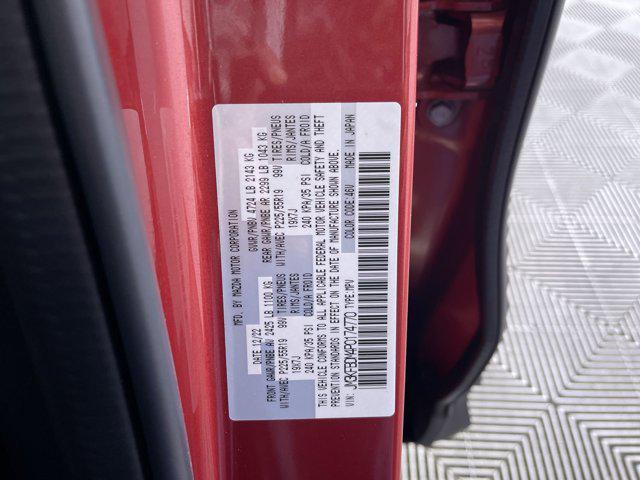 MFD. BY MAZDA MOTOR CORPORATION
DATE 12/22 GVWR/PNBV 4724 LB 2143 KG
FRONT GAWR/PNBE AV 2425 LB 1100 KG REAR GAWR/PNBE AR 2299 LB 1043 KG
WITH/AVEC P225/55R19 99V TIRES/PNEUS WITH/AVEC P225/55R19 99V TIRES/PNEUS
19X7J RIMS/JANTES 19X7J RIMS/JANTES
240 KPA/35 PSI COLD/A FROID 240 KPA/35 PSI COLD/A FROID
THIS VEHICLE CONFORMS TO ALL APPLICABLE FEDERAL MOTOR VEHICLE SAFETY AND THEFT
PREVENTION STANDARDS IN EFFECT ON THE DATE OF MANUFACTURE SHOWN ABOVE.
COLOR CODE:46V MADE IN JAPAN
VIN: JM3KFBDM4P0174770 TYPE:MPV